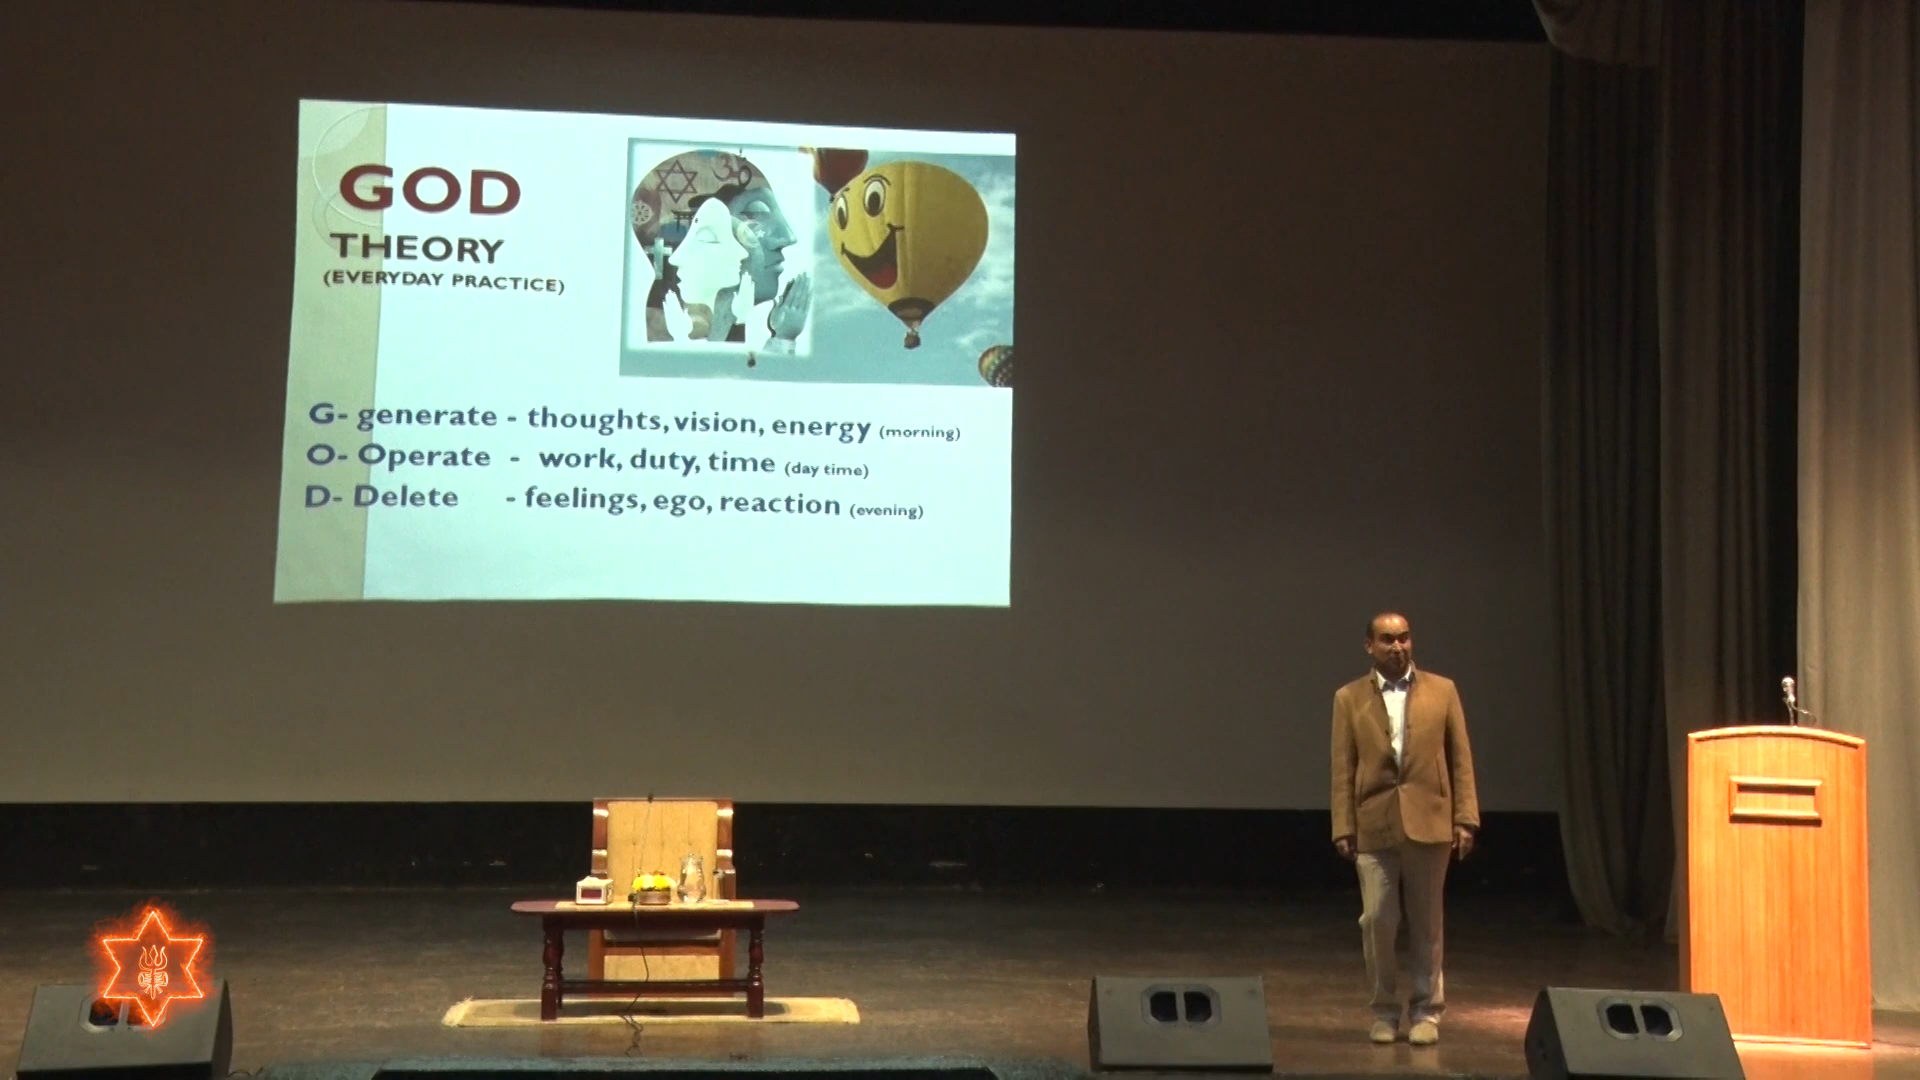 GOD
THEORY
(EVERYDAY PRACTICE)
G- generate - thoughts, vision, energy (morning)
O- Operate - work, duty, time (day time)
D- Delete - feelings, ego, reaction (evening)